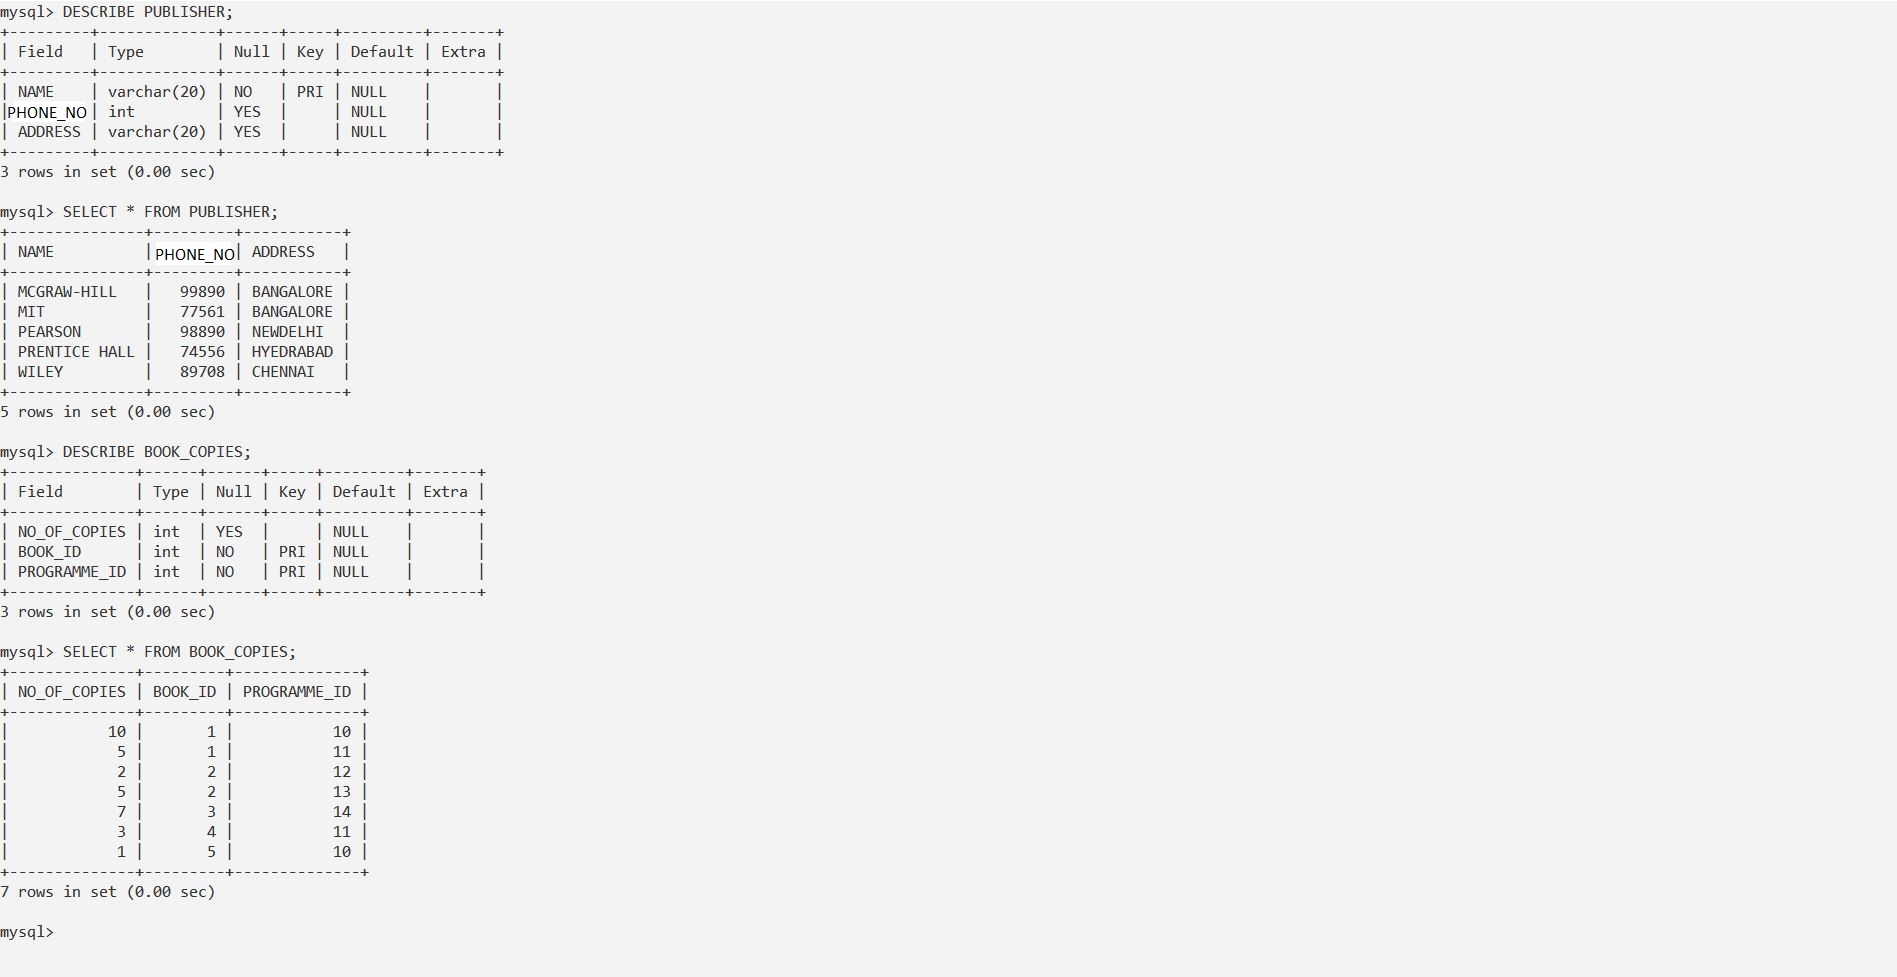 mysql> DESCRIBE PUBLISHER;
+---------+-------------+------+-----+---------+-------+
| Field   | Type        | Null | Key | Default | Extra |
+---------+-------------+------+-----+---------+-------+
| NAME    | varchar(20) | NO   | PRI | NULL    |       |
|PHONE_NO | int         | YES  |     | NULL    |       |
| ADDRESS | varchar(20) | YES  |     | NULL    |       |
+---------+-------------+------+-----+---------+-------+
3 rows in set (0.00 sec)

mysql> SELECT * FROM PUBLISHER;
+---------------+---------+-----------+
| NAME          |PHONE_NO | ADDRESS   |
+---------------+---------+-----------+
| MCGRAW-HILL   |   99890 | BANGALORE |
| MIT           |   77561 | BANGALORE |
| PEARSON       |   98890 | NEWDELHI  |
| PRENTICE HALL |   74556 | HYEDRABAD |
| WILEY         |   89708 | CHENNAI   |
+---------------+---------+-----------+
5 rows in set (0.00 sec)

mysql> DESCRIBE BOOK_COPIES;
+--------------+------+------+-----+---------+-------+
| Field        | Type | Null | Key | Default | Extra |
+--------------+------+------+-----+---------+-------+
| NO_OF_COPIES | int  | YES  |     | NULL    |       |
| BOOK_ID      | int  | NO   | PRI | NULL    |       |
| PROGRAMME_ID | int  | NO   | PRI | NULL    |       |
+--------------+------+------+-----+---------+-------+
3 rows in set (0.00 sec)

mysql> SELECT * FROM BOOK_COPIES;
+--------------+---------+--------------+
| NO_OF_COPIES | BOOK_ID | PROGRAMME_ID |
+--------------+---------+--------------+
|           10 |       1 |           10 |
|            5 |       1 |           11 |
|            2 |       2 |           12 |
|            5 |       2 |           13 |
|            7 |       3 |           14 |
|            3 |       4 |           11 |
|            1 |       5 |           10 |
+--------------+---------+--------------+
7 rows in set (0.00 sec)

mysql>